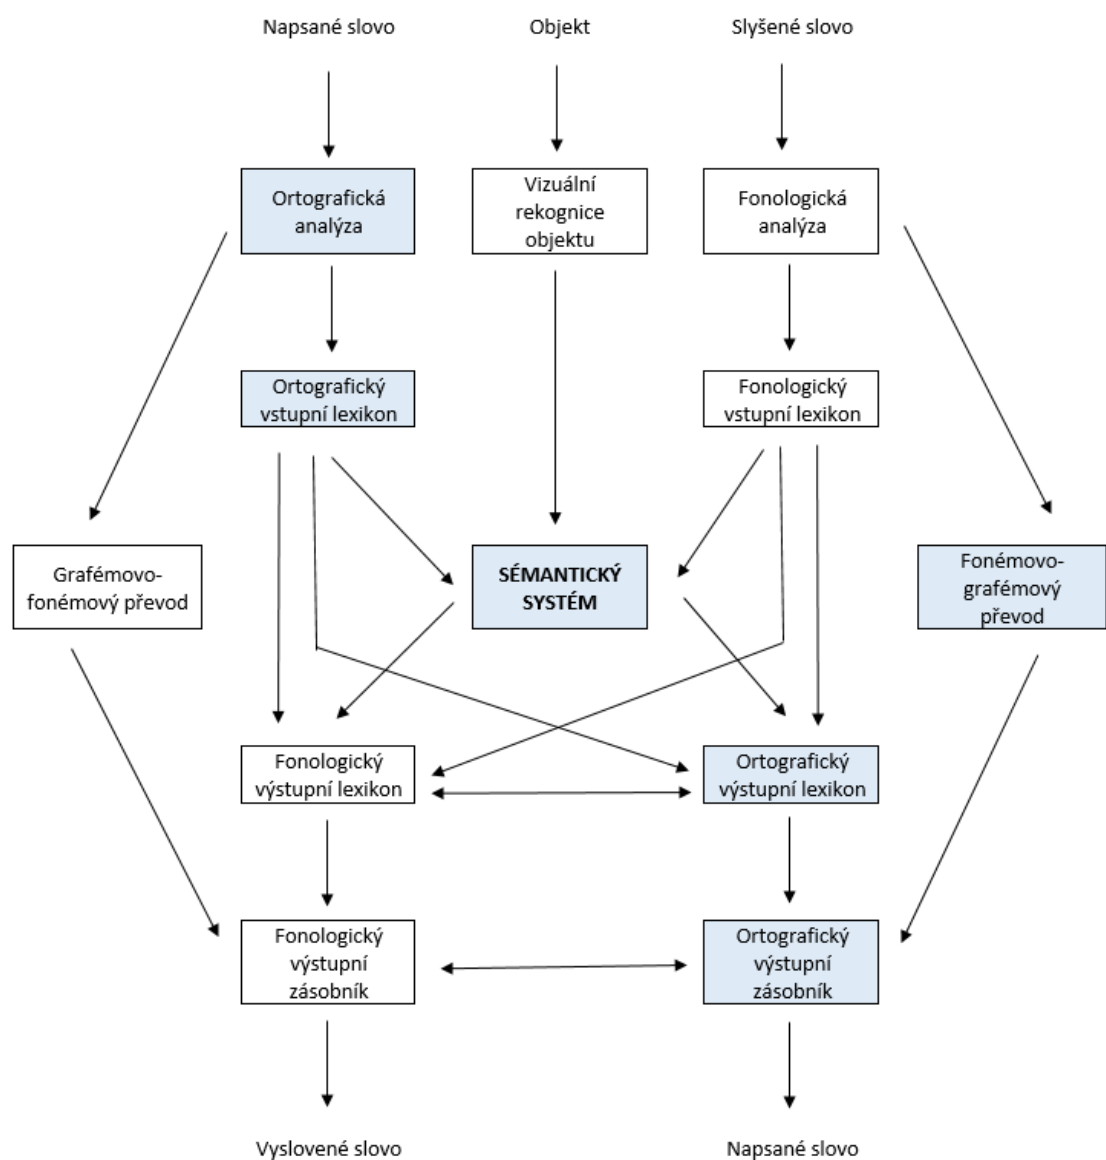 Napsané slovo
Objekt
Slyšené slovo
Ortografická
analýza
Vizuální
rekognice
objektu
Fonologická
analýza
Ortografický
vstupní lexikon
Fonologický
vstupní lexikon
Grafémovo-
fonémový převod
SÉMANTICKÝ
SYSTÉM
Fonémovo-
grafémový
převod
Fonologický
výstupní lexikon
Ortografický
výstupní lexikon
Fonologický
výstupní
zásobník
Ortografický
výstupní
zásobník
Vyslovené slovo
Napsané slovo